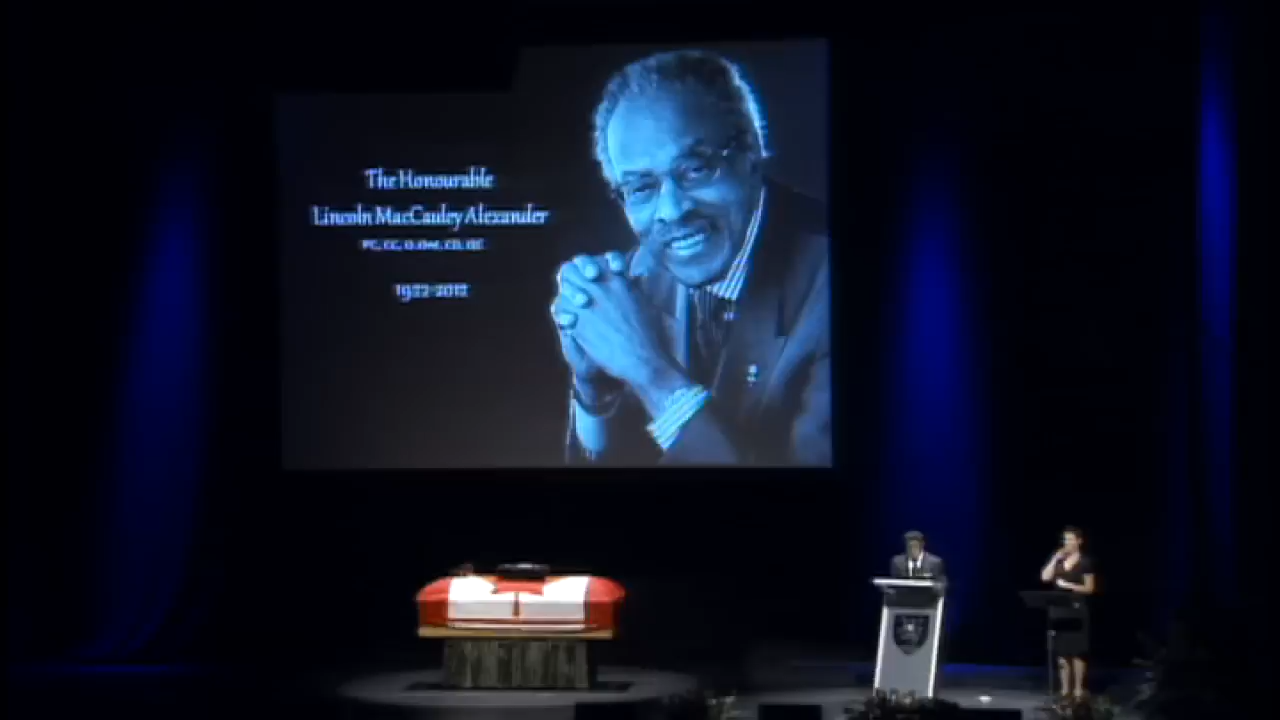 The Honourable
Lincoln MacCauley Alexander
PC, CC, O.Ont, CD, QC
1922-2012